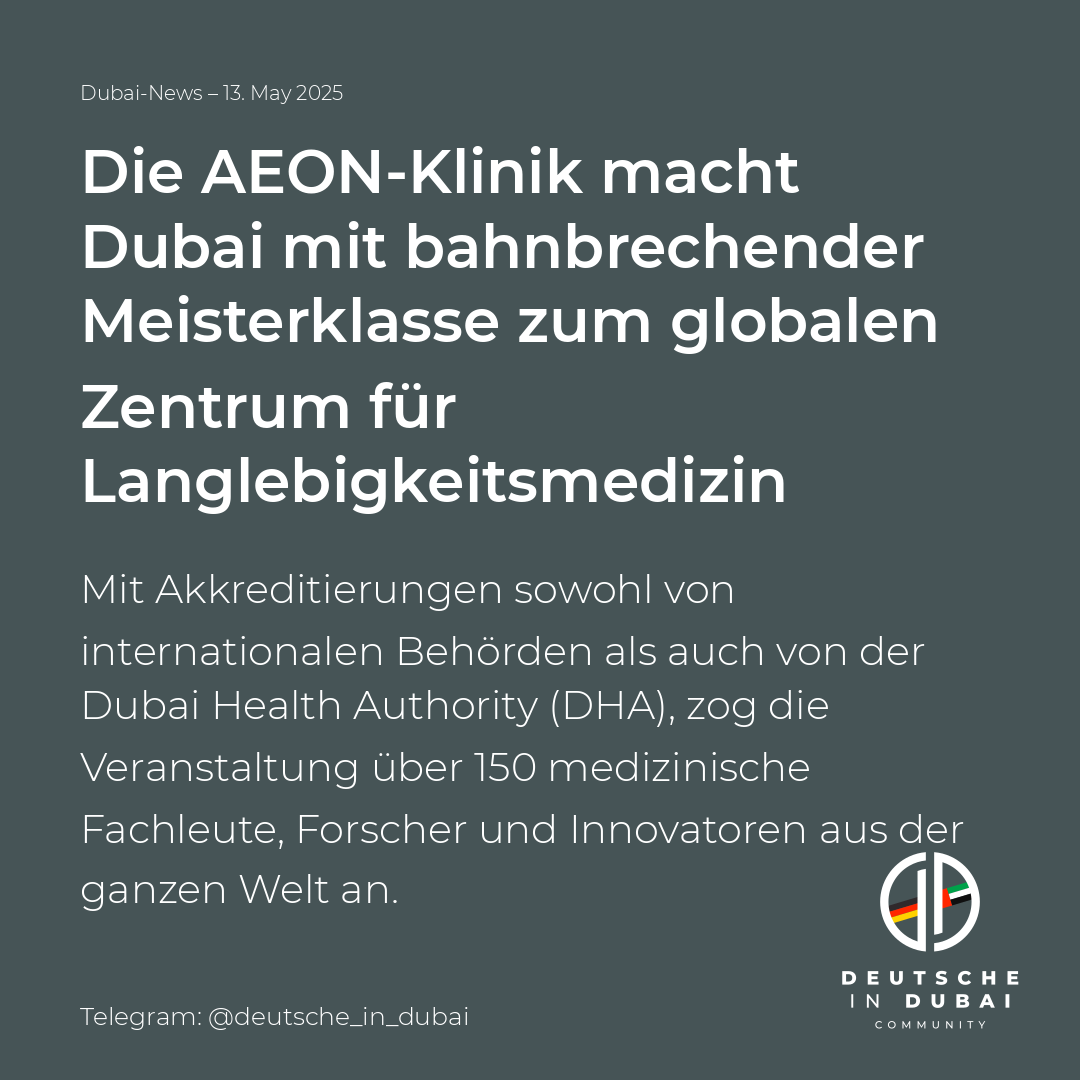 Dubai-News – 13. May 2025
Die AEON-Klinik macht
Dubai mit bahnbrechender
Meisterklasse zum globalen
Zentrum für
Langlebigkeitsmedizin
Mit Akkreditierungen sowohl von
internationalen Behörden als auch von der
Dubai Health Authority (DHA), zog die
Veranstaltung über 150 medizinische
Fachleute, Forscher und Innovatoren aus der
ganzen Welt an.
DEUTSCHE
IN DUBAI
COMMUNITY
Telegram: @deutsche_in_dubai